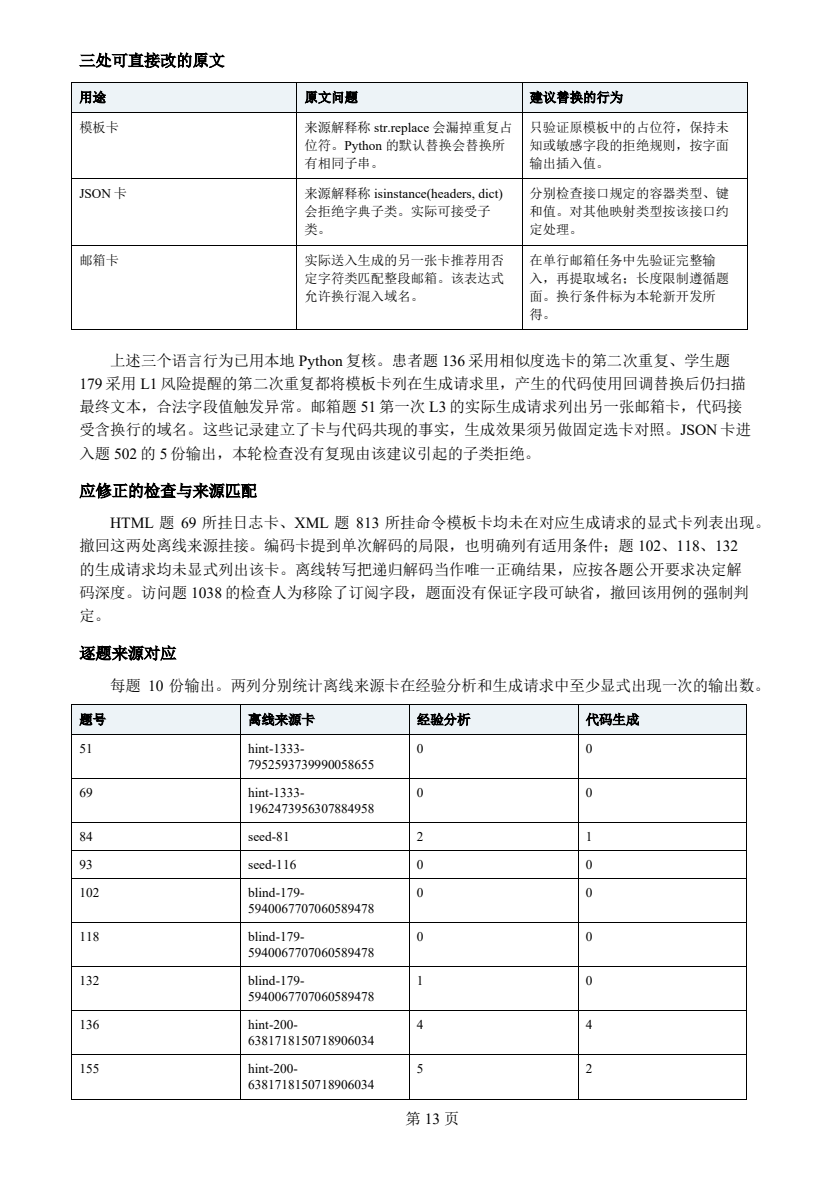 三处可直接改的原文
用途
原文问题
建议替换的行为
模板卡
来源解释称 str.replace 会漏掉重复占
位符。Python 的默认替换会替换所
有相同子串。
只验证原模板中的占位符，保持未
知或敏感字段的拒绝规则，按字面
输出插入值。
JSON 卡
来源解释称 isinstance(headers, dict)
会拒绝字典子类。实际可接受子
类。
分别检查接口规定的容器类型、键
和值。对其他映射类型按该接口约
定处理。
邮箱卡
实际送入生成的另一张卡推荐用否
定字符类匹配整段邮箱。该表达式
允许换行混入域名。
在单行邮箱任务中先验证完整输
入，再提取域名；长度限制遵循题
面。换行条件标为本轮新开发所
得。
上述三个语言行为已用本地 Python 复核。患者题 136 采用相似度选卡的第二次重复、学生题
179 采用 L1 风险提醒的第二次重复都将模板卡列在生成请求里，产生的代码使用回调替换后仍扫描
最终文本，合法字段值触发异常。邮箱题 51 第一次 L3 的实际生成请求列出另一张邮箱卡，代码接
受含换行的域名。这些记录建立了卡与代码共现的事实，生成效果须另做固定选卡对照。JSON 卡进
入题 502 的 5 份输出，本轮检查没有复现由该建议引起的子类拒绝。
应修正的检查与来源匹配
HTML 题 69 所挂日志卡、XML 题 813 所挂命令模板卡均未在对应生成请求的显式卡列表出现。
撤回这两处离线来源挂接。编码卡提到单次解码的局限，也明确列有适用条件；题 102、118、132
的生成请求均未显式列出该卡。离线转写把递归解码当作唯一正确结果，应按各题公开要求决定解
码深度。访问题 1038 的检查人为移除了订阅字段，题面没有保证字段可缺省，撤回该用例的强制判
定。
逐题来源对应
每题 10 份输出。两列分别统计离线来源卡在经验分析和生成请求中至少显式出现一次的输出数。
题号
离线来源卡
经验分析
代码生成
51
hint-1333-
7952593739990058655
0
0
69
hint-1333-
1962473956307884958
0
0
84
seed-81
2
1
93
seed-116
0
0
102
blind-179-
5940067707060589478
0
0
118
blind-179-
5940067707060589478
0
0
132
blind-179-
5940067707060589478
1
0
136
hint-200-
6381718150718906034
4
4
155
hint-200-
6381718150718906034
5
2
第 13 页